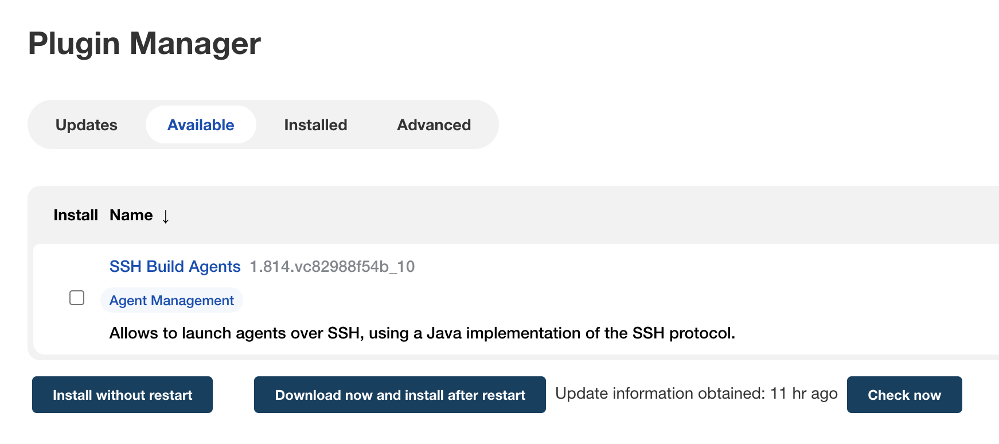 Plugin Manager
Updates Available Installed Advanced
Install Name ↓
SSH Build Agents 1.814.vc82988f54b_10
Agent Management
Allows to launch agents over SSH, using a Java implementation of the SSH protocol.
Install without restart Download now and install after restart Update information obtained: 11 hr ago Check now